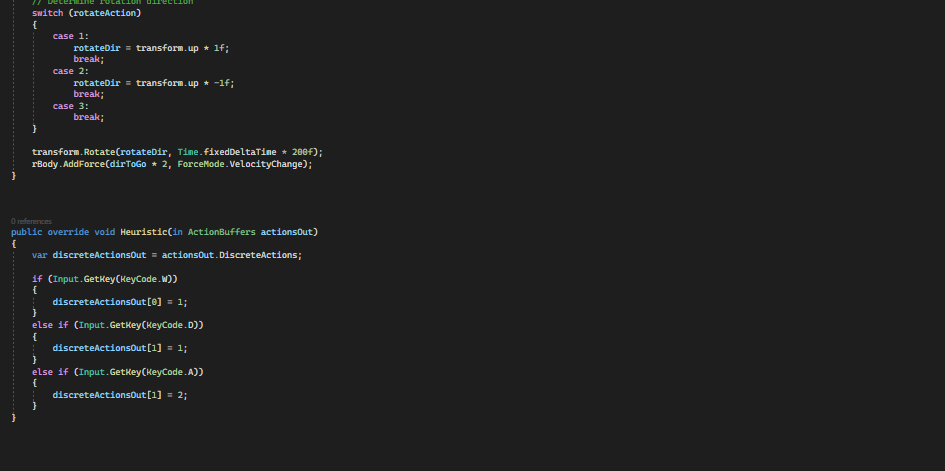 // Determine rotation direction
switch (rotateAction)
{
case 1:
rotateDir = transform.up * 1f;
break;
case 2:
rotateDir = transform.up * -1f;
break;
case 3:
break;
}
transform.Rotate(rotateDir, Time.fixedDeltaTime * 200f);
rBody.AddForce(dirToGo * 2, ForceMode.VelocityChange);
}
0 references
public override void Heuristic(in ActionBuffers actionsOut)
{
var discreteActionsOut = actionsOut.DiscreteActions;
if (Input.GetKey(KeyCode.W))
{
discreteActionsOut[0] = 1;
}
else if (Input.GetKey(KeyCode.D))
{
discreteActionsOut[1] = 1;
}
else if (Input.GetKey(KeyCode.A))
{
discreteActionsOut[1] = 2;
}
}